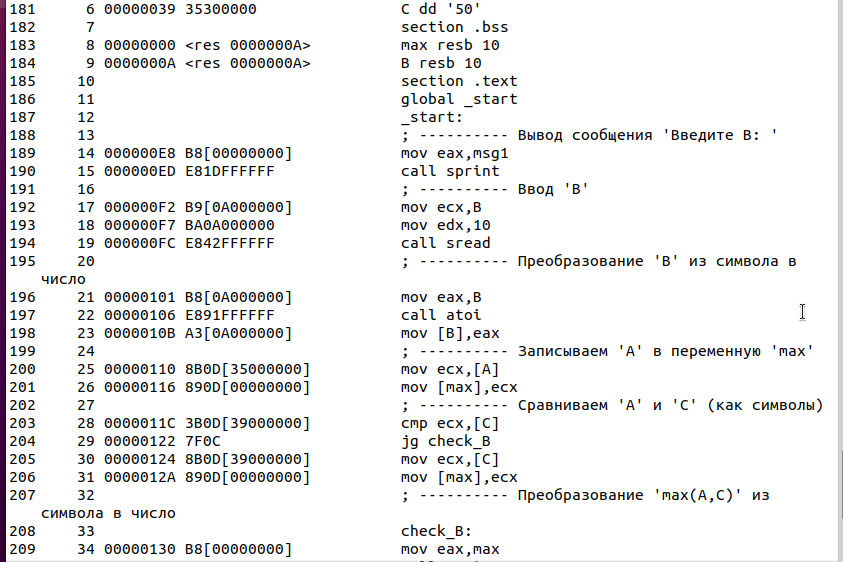 181 6 00000039 35300000 C dd '50'
182 7 section .bss
183 8 00000000 <res 0000000A> max resb 10
184 9 0000000A <res 0000000A> B resb 10
185 10 section .text
186 11 global _start
187 12 _start:
188 13 ; ---------- Вывод сообщения 'Введите B: '
189 14 000000E8 B8[00000000] mov eax,msg1
190 15 000000ED E81DFFFFFF call sprint
191 16 ; ---------- Ввод 'B'
192 17 000000F2 B9[0A000000] mov ecx,B
193 18 000000F7 BA0A000000 mov edx,10
194 19 000000FC E842FFFFFF call sread
195 20 ; ---------- Преобразование 'B' из символа в
число
196 21 00000101 B8[0A000000] mov eax,B
197 22 00000106 E891FFFFFF call atoi
198 23 0000010B A3[0A000000] mov [B],eax
199 24 ; ---------- Записываем 'A' в переменную 'max'
200 25 00000110 8B0D[35000000] mov ecx,[A]
201 26 00000116 890D[00000000] mov [max],ecx
202 27 ; ---------- Сравниваем 'A' и 'C' (как символы)
203 28 0000011C 3B0D[39000000] cmp ecx,[C]
204 29 00000122 7F0C jg check_B
205 30 00000124 8B0D[39000000] mov ecx,[C]
206 31 0000012A 890D[00000000] mov [max],ecx
207 32 ; ---------- Преобразование 'max(A,C)' из
символа в число
208 33 check_B:
209 34 00000130 B8[00000000] mov eax,max